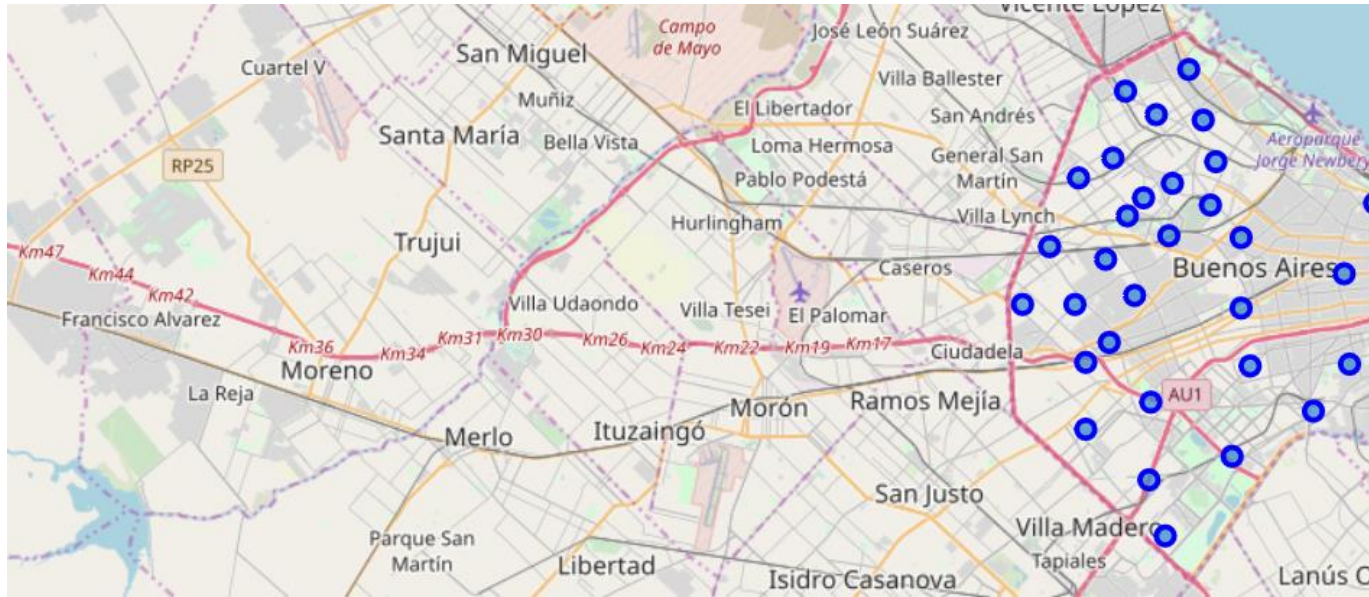 Vicente López
Campo
de Mayo
José León Suárez
San Miguel
Cuartel V
Villa Ballester
Muñiz
El Libertador
San Andrés
Santa María
Bella Vista
Loma Hermosa
Aeroparque
Jorge Newbery
RP25
General San
Martín
Pablo Podestá
Hurlingham
Villa Lynch
Trujui
Km47
Km44
Km42
Caseros
Buenos Aires
Francisco Alvarez
Villa Udaondo
Villa Tesei
El Palomar
Km36
Km34
Km31
Km30
Km26
Km24
Km22
Km19
Km17
Ciudadela
Moreno
La Reja
AU1
Morón
Ramos Mejía
Merlo
Ituzaingó
San Justo
Villa Madero
Parque San
Martín
Libertad
Tapiales
Isidro Casanova
Lanús O